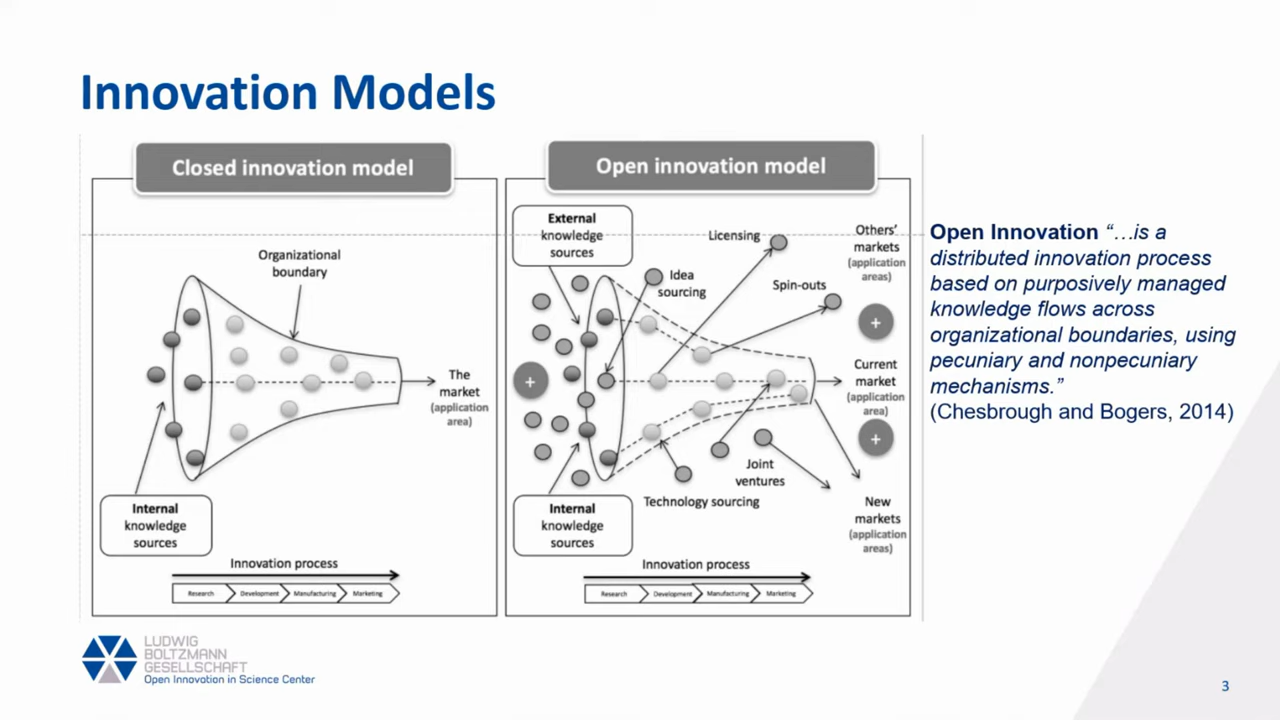 Innovation Models
Closed innovation model
Organizational
boundary
The
market
(application
area)
Internal
knowledge
sources
Innovation process
Research
Development
Manufacturing
Marketing
Open innovation model
External
knowledge
sources
Idea
sourcing
Licensing
Spin-outs
Others’
markets
(application
areas)
+
+
Current
market
(application
area)
+
Joint
ventures
Technology sourcing
New
markets
(application
areas)
Internal
knowledge
sources
Innovation process
Research
Development
Manufacturing
Marketing
Open Innovation “…is a
distributed innovation process
based on purposively managed
knowledge flows across
organizational boundaries, using
pecuniary and nonpecuniary
mechanisms.”
(Chesbrough and Bogers, 2014)
LUDWIG
BOLTZMANN
GESELLSCHAFT
Open Innovation in Science Center
3